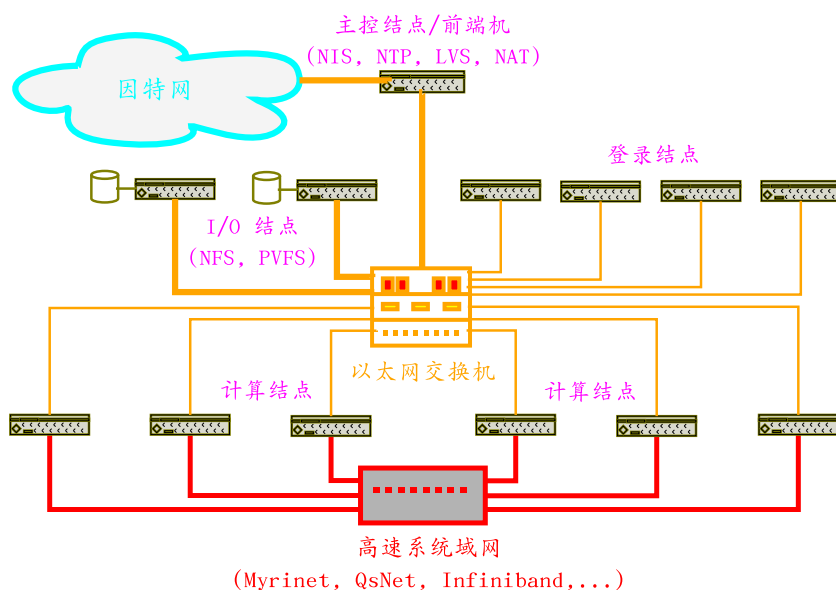 主控结点/前端机
(NIS, NTP, LVS, NAT)
因特网
登录结点
I/O 结点
(NFS, PVFS)
以太网交换机
计算结点
计算结点
高速系统域网
(Myrinet, QsNet, Infiniband,...)